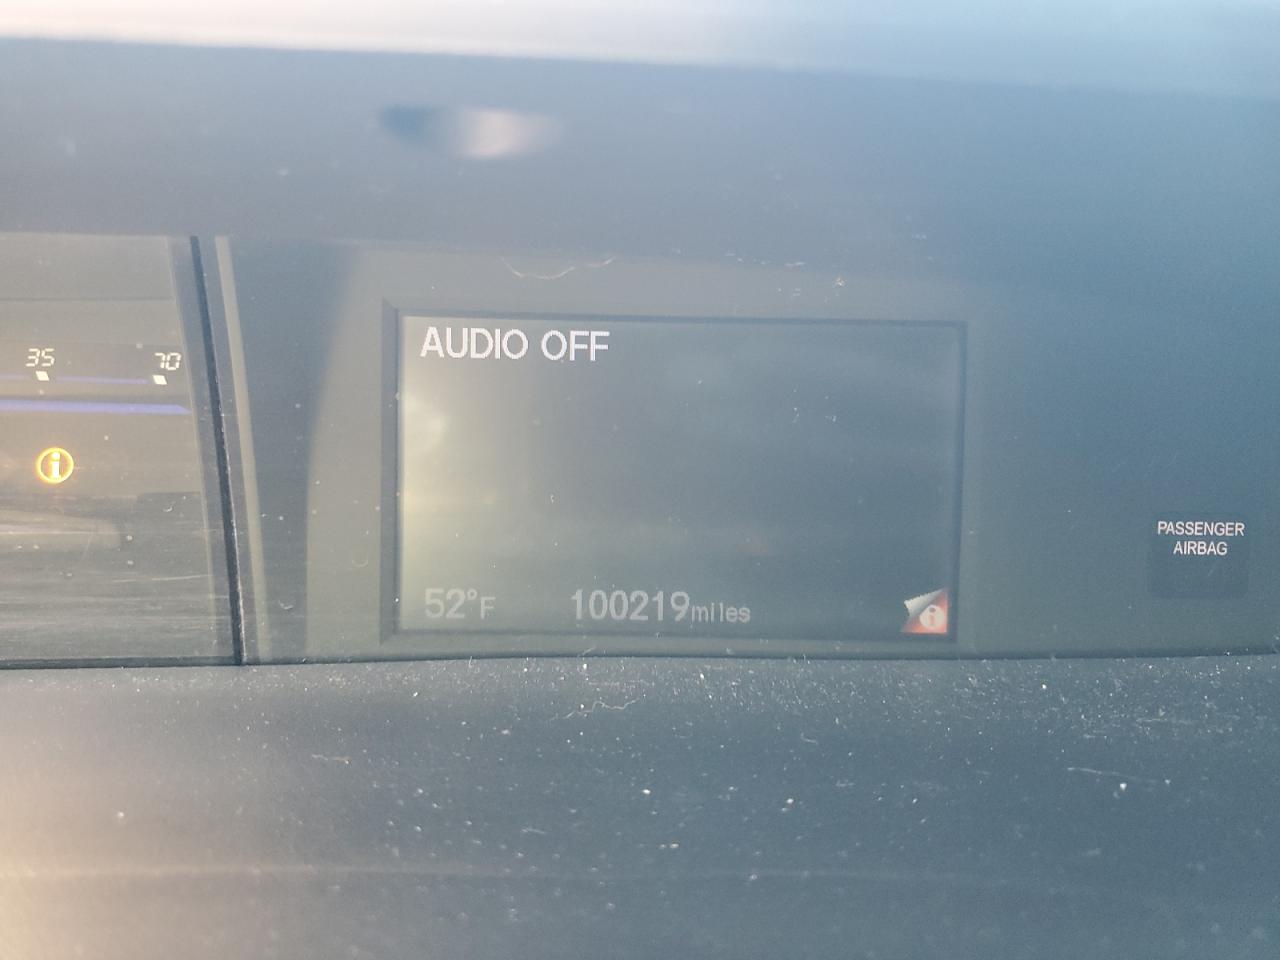 35 70
AUDIO OFF
PASSENGER
AIRBAG
52°F 100219miles